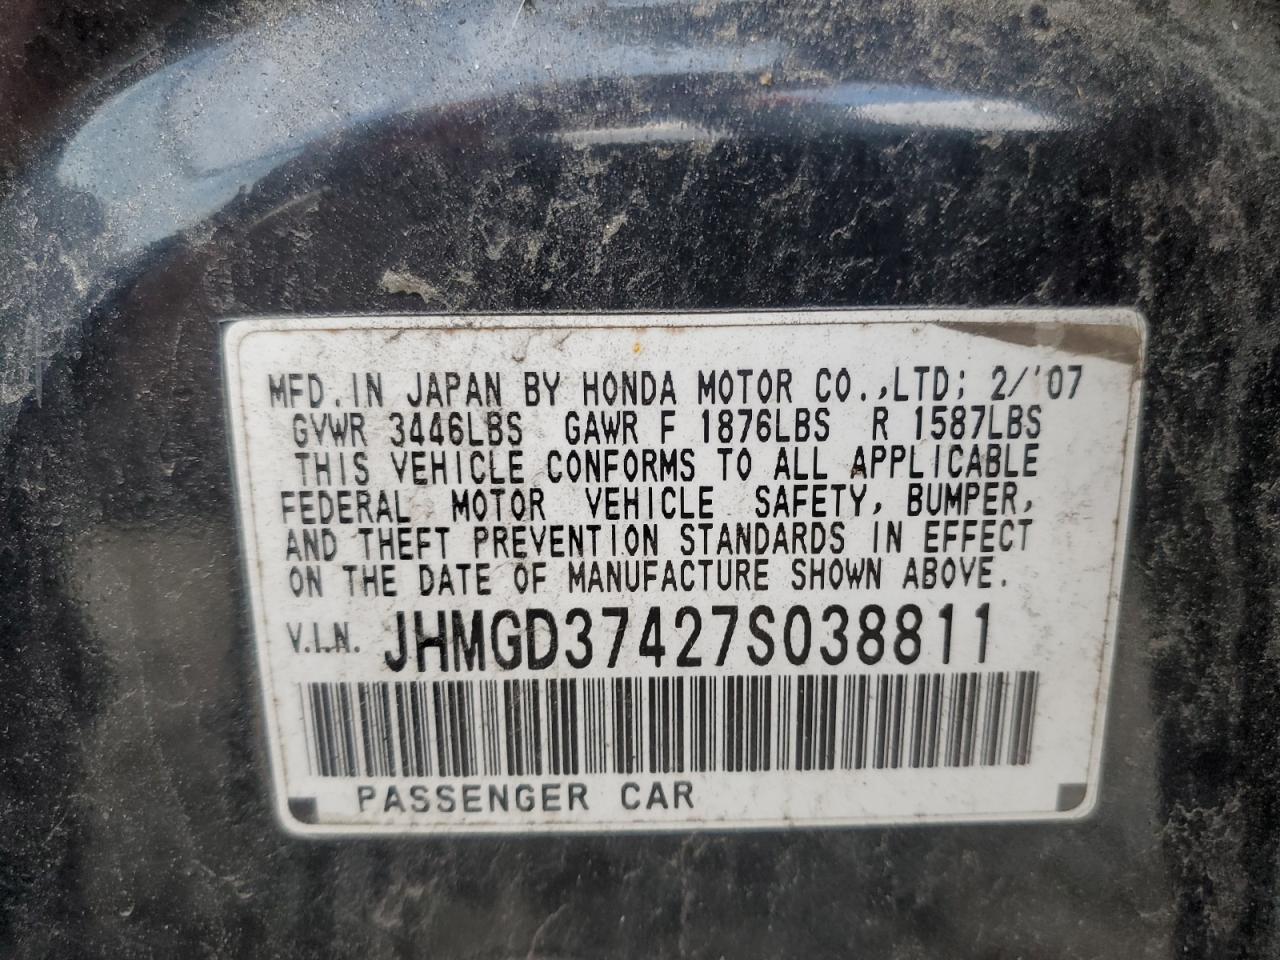 MFD. IN JAPAN BY HONDA MOTOR CO.,LTD; 2/'07
GVWR 3446LBS GAWR F 1876LBS R 1587LBS
THIS VEHICLE CONFORMS TO ALL APPLICABLE
FEDERAL MOTOR VEHICLE SAFETY, BUMPER,
AND THEFT PREVENTION STANDARDS IN EFFECT
ON THE DATE OF MANUFACTURE SHOWN ABOVE.
V.I.N. JHMGD37427S038811
PASSENGER CAR